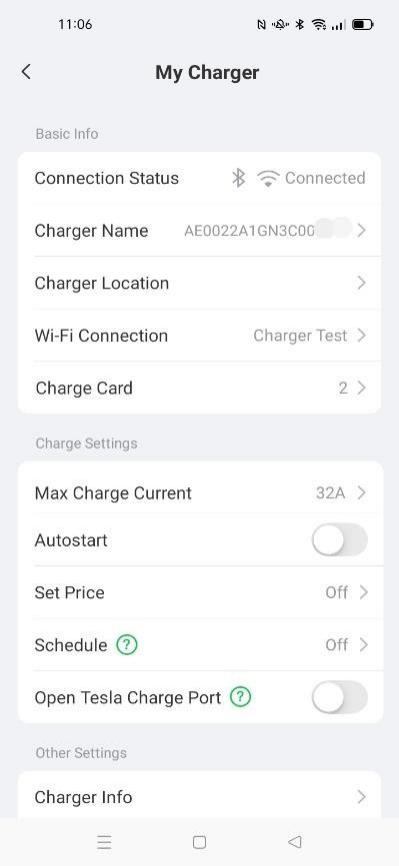 11:06
My Charger
Basic Info
Connection Status Connected
Charger Name AE0022A1GN3C00
Charger Location
Wi-Fi Connection Charger Test
Charge Card 2
Charge Settings
Max Charge Current 32A
Autostart
Set Price Off
Schedule ? Off
Open Tesla Charge Port ?
Other Settings
Charger Info